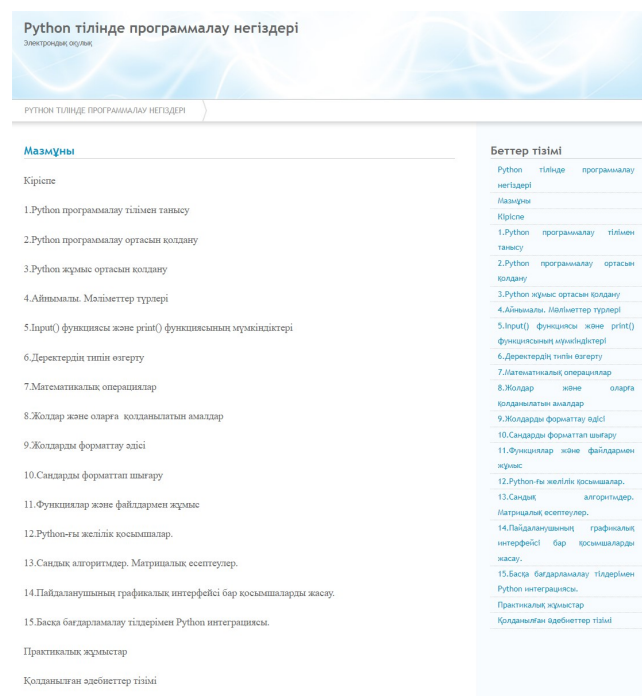 Python тілінде программалау негіздері
Электрондық оқулық
PYTHON ТІЛІНДЕ ПРОГРАММАЛАУ НЕГІЗДЕРІ
Мазмұны
Кіріспе
1.Python программалау тілімен танысу
2.Python программалау ортасын қолдану
3.Python жұмыс ортасын қолдану
4.Айнымалы. Мәліметтер түрлері
5.Input() функциясы және print() функциясының мүмкіндіктері
6.Деректердің типін өзгерту
7.Математикалық операциялар
8.Жолдар және оларға қолданылатын амалдар
9.Жолдарды форматтау әдісі
10.Сандарды форматтап шығару
11.Функциялар және файлдармен жұмыс
12.Python-ғы желілік қосымшалар.
13.Сандық алгоритмдер. Матрицалық есептеулер.
14.Пайдаланушының графикалық интерфейсі бар қосымшаларды жасау.
15.Басқа бағдарламалау тілдерімен Python интеграциясы.
Практикалық жұмыстар
Қолданылған әдебиеттер тізімі
Беттер тізімі
Python тілінде программалау
негіздері
Мазмұны
Кіріспе
1.Python программалау тілімен
танысу
2.Python программалау ортасын
қолдану
3.Python жұмыс ортасын қолдану
4.Айнымалы. Мәліметтер түрлері
5.Input() функциясы және print()
функциясының мүмкіндіктері
6.Деректердің типін өзгерту
7.Математикалық операциялар
8.Жолдар және оларға
қолданылатын амалдар
9.Жолдарды форматтау әдісі
10.Сандарды форматтап шығару
11.Функциялар және файлдармен
жұмыс
12.Python-ғы желілік қосымшалар.
13.Сандық алгоритмдер.
Матрицалық есептеулер.
14.Пайдаланушының графикалық
интерфейсі бар қосымшаларды
жасау.
15.Басқа бағдарламалау тілдерімен
Python интеграциясы.
Практикалық жұмыстар
Қолданылған әдебиеттер тізімі